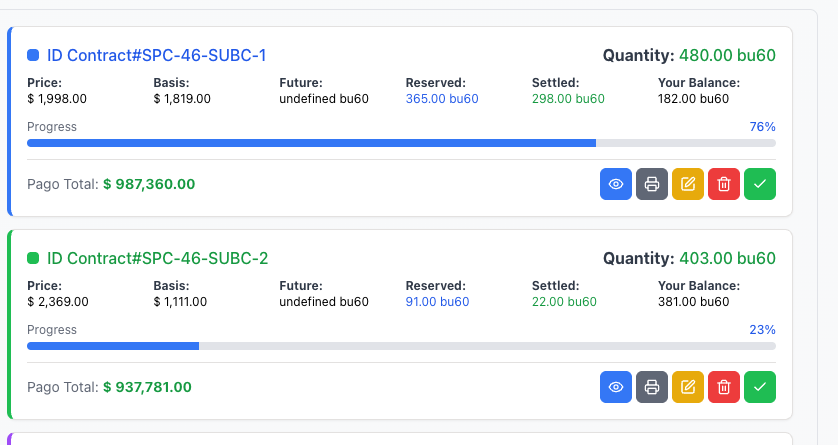 ID Contract#SPC-46-SUBC-1 Quantity: 480.00 bu60
Price: Basis: Future: Reserved: Settled: Your Balance:
$ 1,998.00 $ 1,819.00 undefined bu60 365.00 bu60 298.00 bu60 182.00 bu60
Progress 76%
Pago Total: $ 987,360.00
ID Contract#SPC-46-SUBC-2 Quantity: 403.00 bu60
Price: Basis: Future: Reserved: Settled: Your Balance:
$ 2,369.00 $ 1,111.00 undefined bu60 91.00 bu60 22.00 bu60 381.00 bu60
Progress 23%
Pago Total: $ 937,781.00